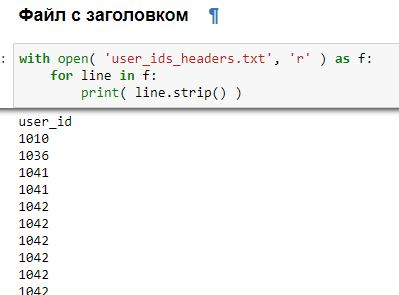 Файл с заголовком ¶
: with open( 'user_ids_headers.txt', 'r' ) as f:
    for line in f:
        print( line.strip() )
user_id
1010
1036
1041
1041
1042
1042
1042
1042
1042
1042